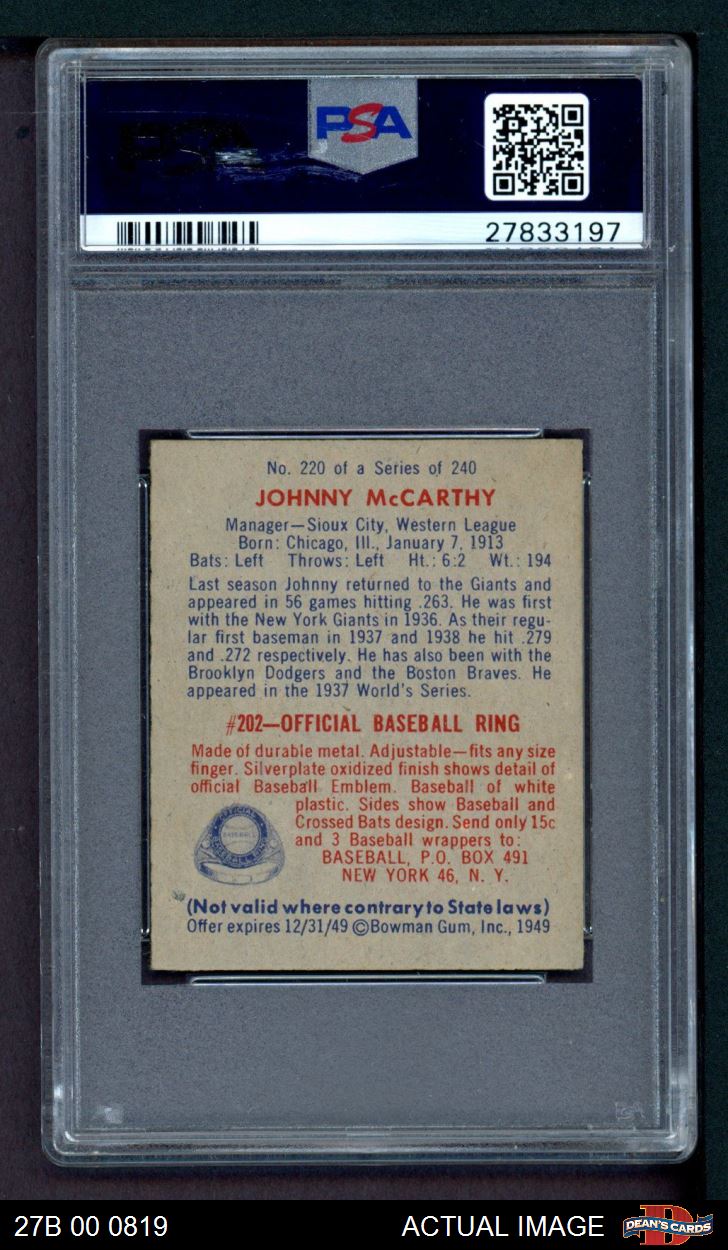 PSA
27833197
No. 220 of a Series of 240
JOHNNY McCARTHY
Manager—Sioux City, Western League
Born: Chicago, Ill., January 7, 1913
Bats: Left Throws: Left Ht.: 6:2 Wt.: 194
Last season Johnny returned to the Giants and
appeared in 56 games hitting .263. He was first
with the New York Giants in 1936. As their regu-
lar first baseman in 1937 and 1938 he hit .279
and .272 respectively. He has also been with the
Brooklyn Dodgers and the Boston Braves. He
appeared in the 1937 World's Series.
#202—OFFICIAL BASEBALL RING
Made of durable metal. Adjustable—fits any size
finger. Silverplate oxidized finish shows detail of
official Baseball Emblem. Baseball of white
plastic. Sides show Baseball and
Crossed Bats design. Send only 15c
and 3 Baseball wrappers to:
BASEBALL, P.O. BOX 491
NEW YORK 46, N. Y.
OFFICIAL
BASEBALL
BASEBALL RING
(Not valid where contrary to State laws)
Offer expires 12/31/49 ©Bowman Gum, Inc., 1949
27B 00 0819
ACTUAL IMAGE
DEAN'S CARDS